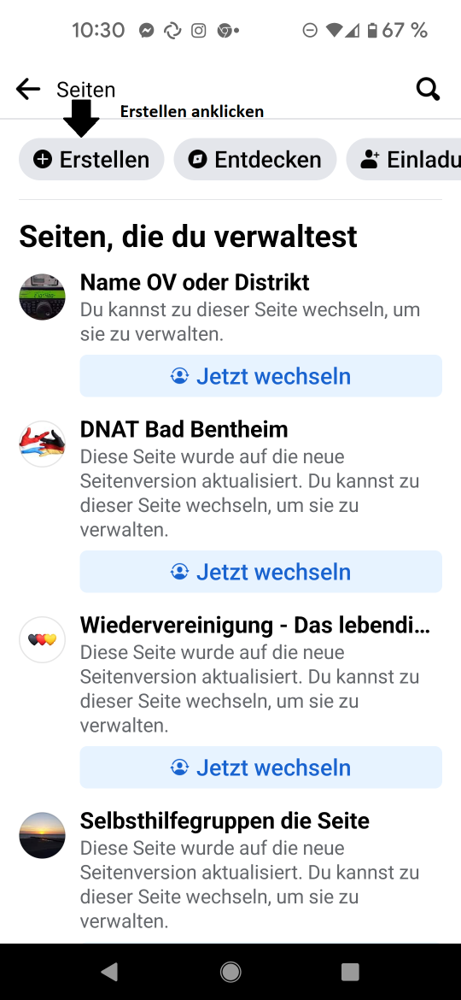 10:30 67 %
Seiten
Erstellen anklicken
Erstellen Entdecken Einladu
Seiten, die du verwaltest
Name OV oder Distrikt
Du kannst zu dieser Seite wechseln, um
sie zu verwalten.
Jetzt wechseln
DNAT Bad Bentheim
Diese Seite wurde auf die neue
Seitenversion aktualisiert. Du kannst zu
dieser Seite wechseln, um sie zu
verwalten.
Jetzt wechseln
Wiedervereinigung - Das lebendi...
Diese Seite wurde auf die neue
Seitenversion aktualisiert. Du kannst zu
dieser Seite wechseln, um sie zu
verwalten.
Jetzt wechseln
Selbsthilfegruppen die Seite
Diese Seite wurde auf die neue
Seitenversion aktualisiert. Du kannst zu
dieser Seite wechseln, um sie zu
verwalten.